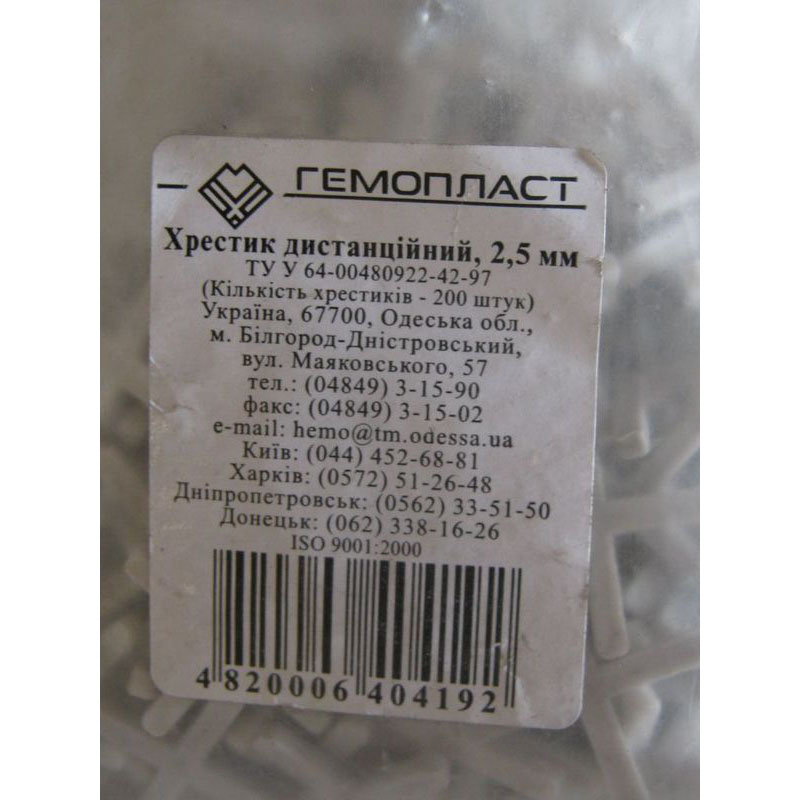 ГЕМОПЛАСТ
Хрестик дистанційний, 2,5 мм
ТУ У 64-00480922-42-97
(Кількість хрестиків - 200 штук)
Україна, 67700, Одеська обл.,
м. Білгород-Дністровський,
вул. Маяковського, 57
тел.: (04849) 3-15-90
факс: (04849) 3-15-02
e-mail: hemo@tm.odessa.ua
Київ: (044) 452-68-81
Харків: (0572) 51-26-48
Дніпропетровськ: (0562) 33-51-50
Донецьк: (062) 338-16-26
ISO 9001:2000
4 820006 404192